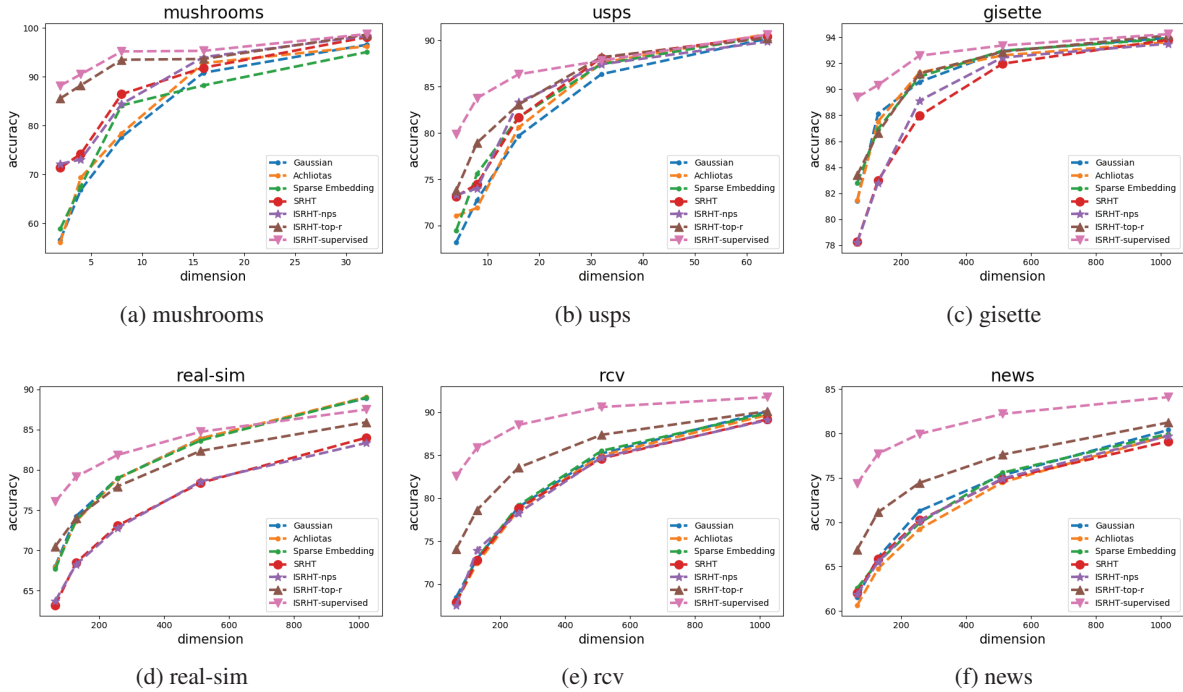 mushrooms
accuracy
100
90
80
70
60
Gaussian
Achliotas
Sparse Embedding
SRHT
ISRHT-nps
ISRHT-top-r
ISRHT-supervised
5 10 15 20 25 30
dimension
(a) mushrooms
usps
accuracy
90
85
80
75
70
Gaussian
Achliotas
Sparse Embedding
SRHT
ISRHT-nps
ISRHT-top-r
ISRHT-supervised
10 20 30 40 50 60
dimension
(b) usps
gisette
accuracy
94
92
90
88
86
84
82
80
78
Gaussian
Achliotas
Sparse Embedding
SRHT
ISRHT-nps
ISRHT-top-r
ISRHT-supervised
200 400 600 800 1000
dimension
(c) gisette
real-sim
accuracy
90
85
80
75
70
65
Gaussian
Achliotas
Sparse Embedding
SRHT
ISRHT-nps
ISRHT-top-r
ISRHT-supervised
200 400 600 800 1000
dimension
(d) real-sim
rcv
accuracy
90
85
80
75
70
Gaussian
Achliotas
Sparse Embedding
SRHT
ISRHT-nps
ISRHT-top-r
ISRHT-supervised
200 400 600 800 1000
dimension
(e) rcv
news
accuracy
85
80
75
70
65
60
Gaussian
Achliotas
Sparse Embedding
SRHT
ISRHT-nps
ISRHT-top-r
ISRHT-supervised
200 400 600 800 1000
dimension
(f) news